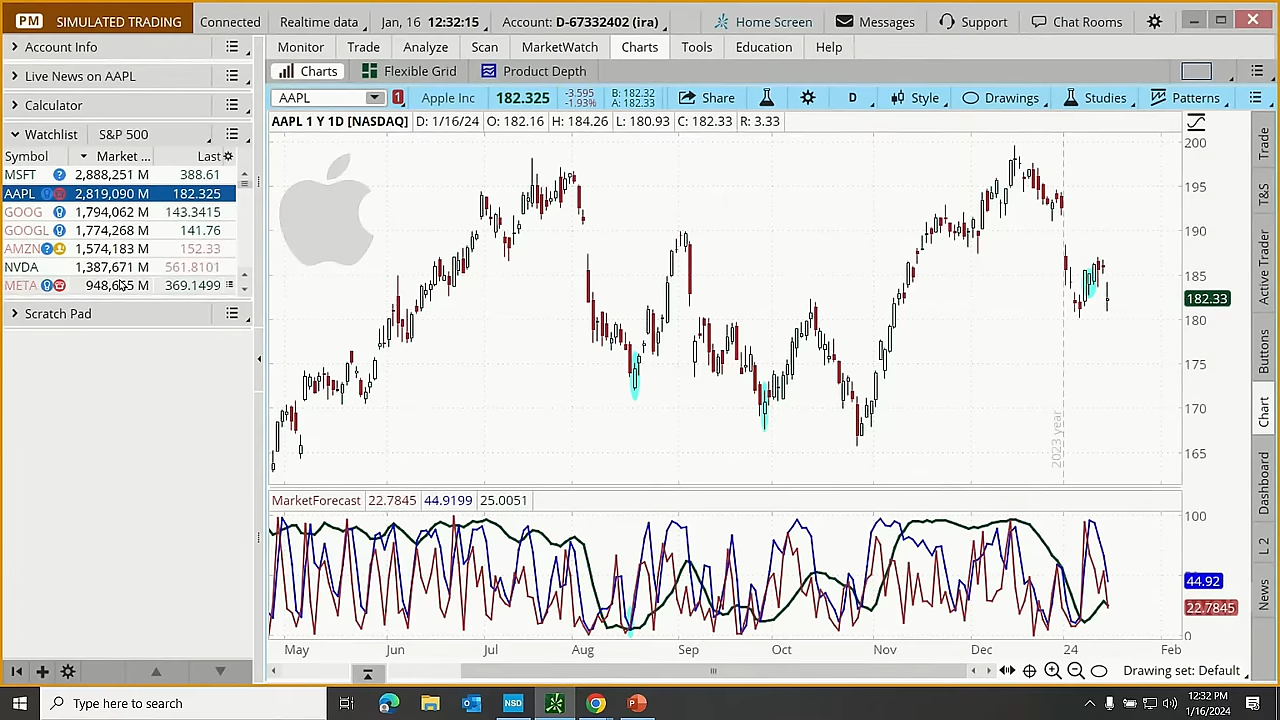 PM SIMULATED TRADING Connected Realtime data Jan, 16 12:32:15 Account: D-67332402 (ira) Home Screen Messages Support Chat Rooms
Account Info
Live News on AAPL
Calculator
Watchlist S&P 500
Symbol Market ... Last
MSFT 2,888,251 M 388.61
AAPL 2,819,090 M 182.325
GOOG 1,794,062 M 143.3415
GOOGL 1,774,268 M 141.76
AMZN 1,574,183 M 152.33
NVDA 1,387,671 M 561.8101
META M 369.1499
Scratch Pad
Monitor Trade Analyze Scan MarketWatch Charts Tools Education Help
Charts Flexible Grid Product Depth
AAPL 1 Apple Inc 182.325 -3.595 -1.93% B: 182.32 A: 182.33 Share D Style Drawings Studies Patterns
AAPL 1 Y 1D [NASDAQ] D: 1/16/24 O: 182.16 H: 184.26 L: 180.93 C: 182.33 R: 3.33
200
195
190
185
182.33
180
175
170
165
2023 year
MarketForecast 22.7845 44.9199 25.0051
100
44.92
22.7845
0
May Jun Jul Aug Sep Oct Nov Dec 24 Feb
Drawing set: Default
Trade
T&S
Active Trader
Buttons
Chart
Dashboard
L 2
News
Type here to search
NSD
12:32 PM
1/16/2024